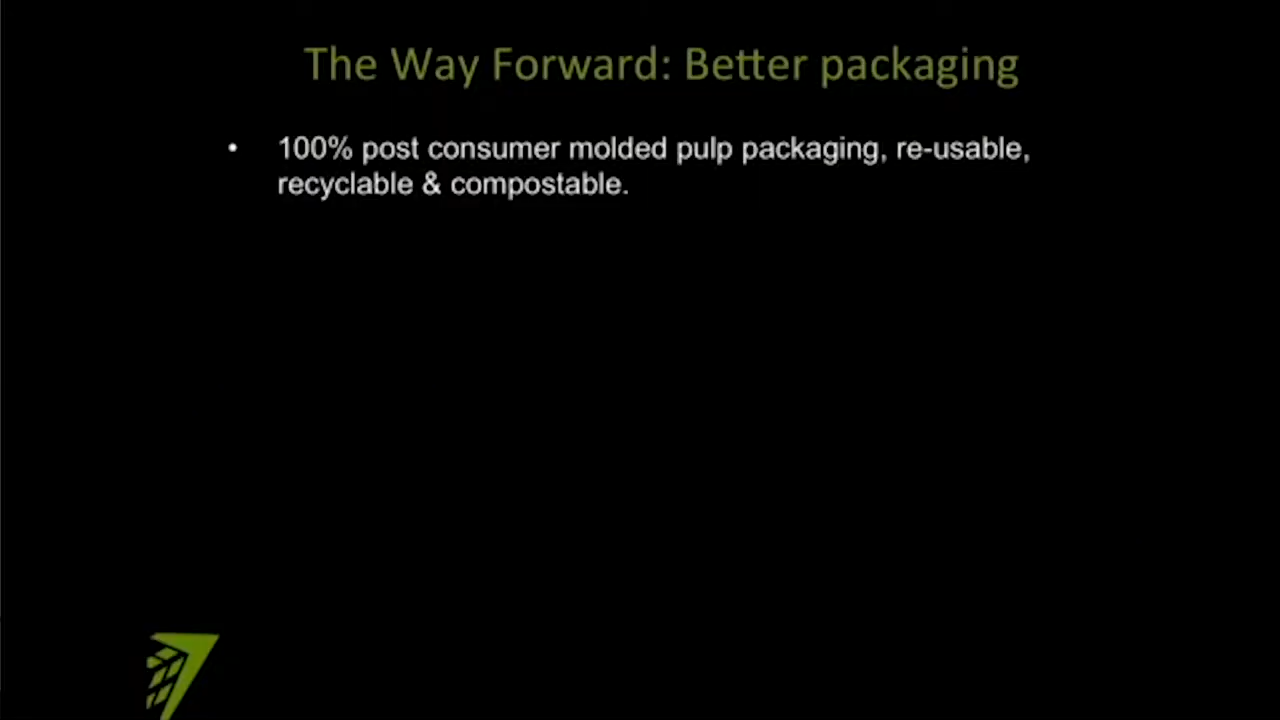 The Way Forward: Better packaging
• 100% post consumer molded pulp packaging, re-usable,
recyclable & compostable.